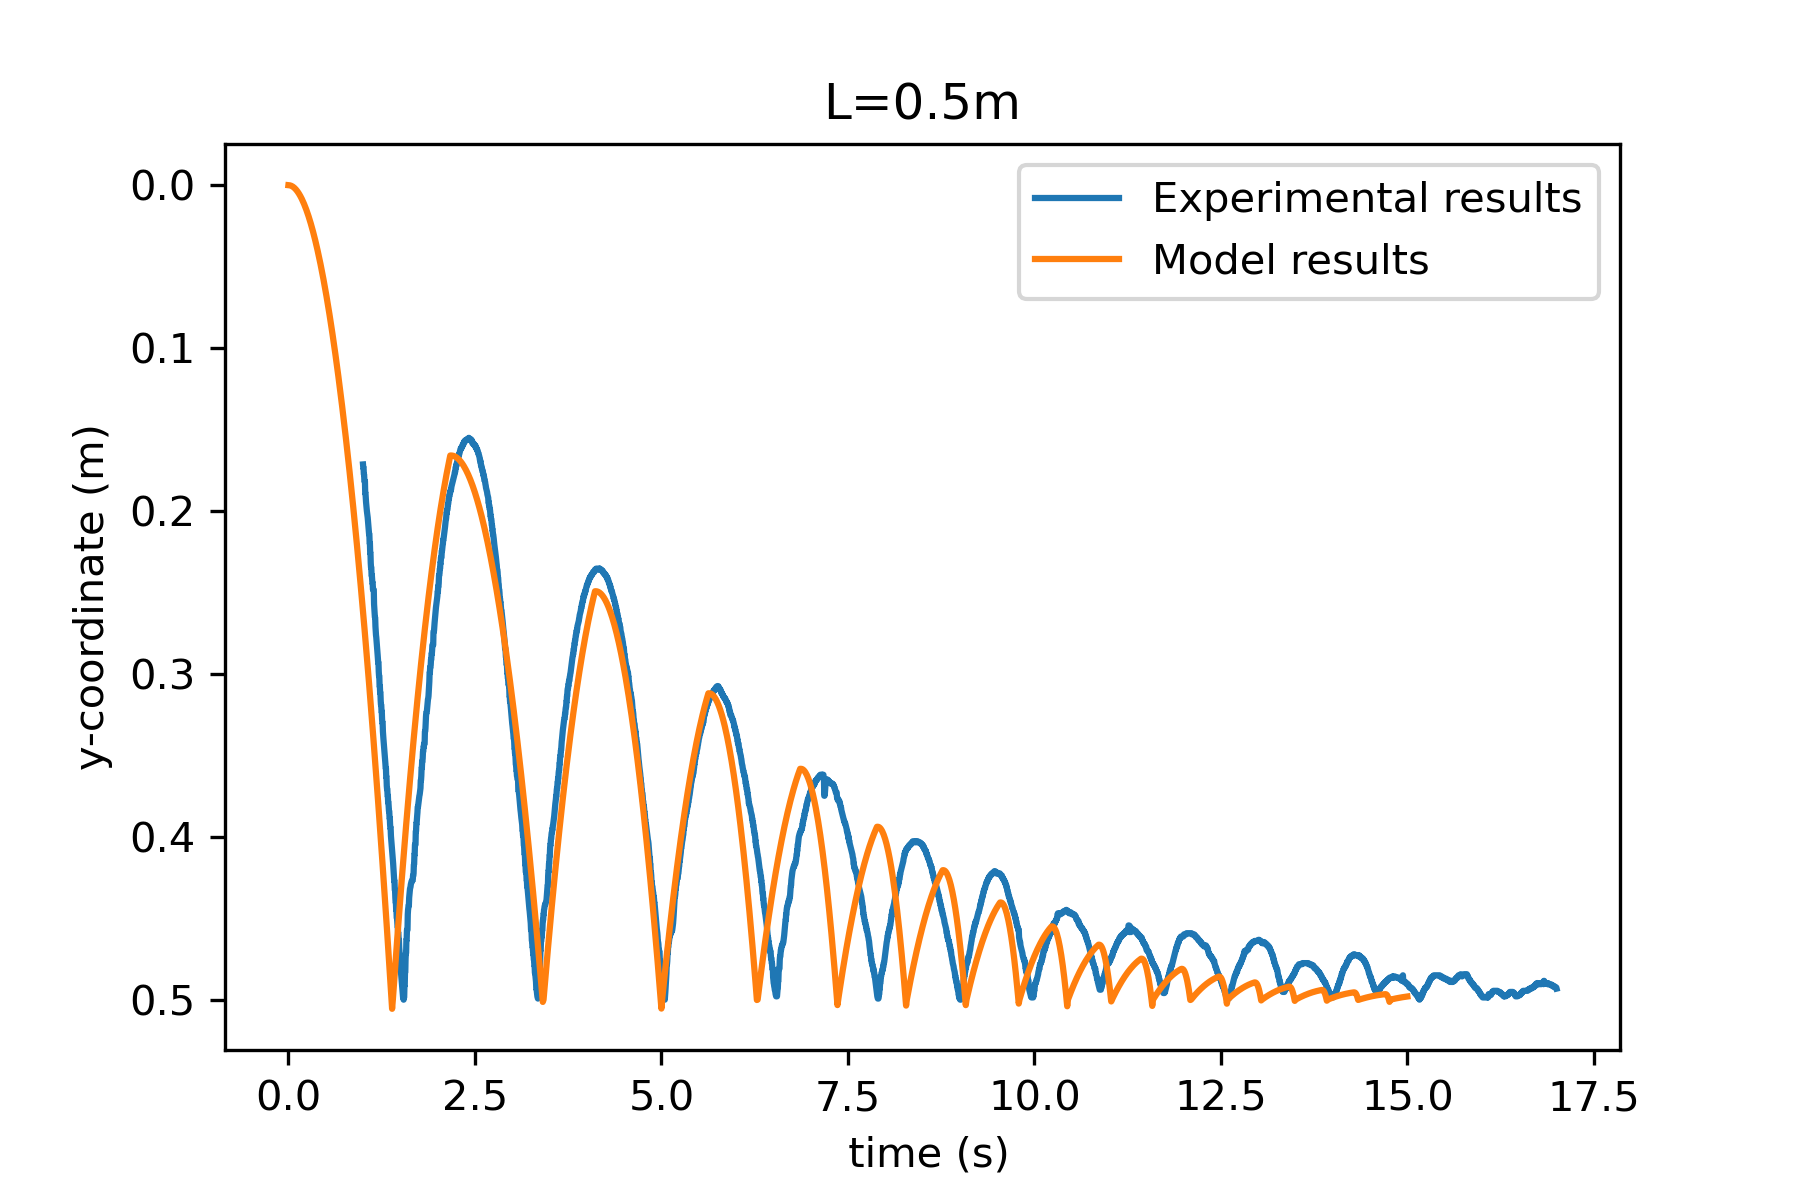 L=0.5m
Experimental results
Model results
y-coordinate (m)
0.0
0.1
0.2
0.3
0.4
0.5
0.0 2.5 5.0 7.5 10.0 12.5 15.0 17.5
time (s)